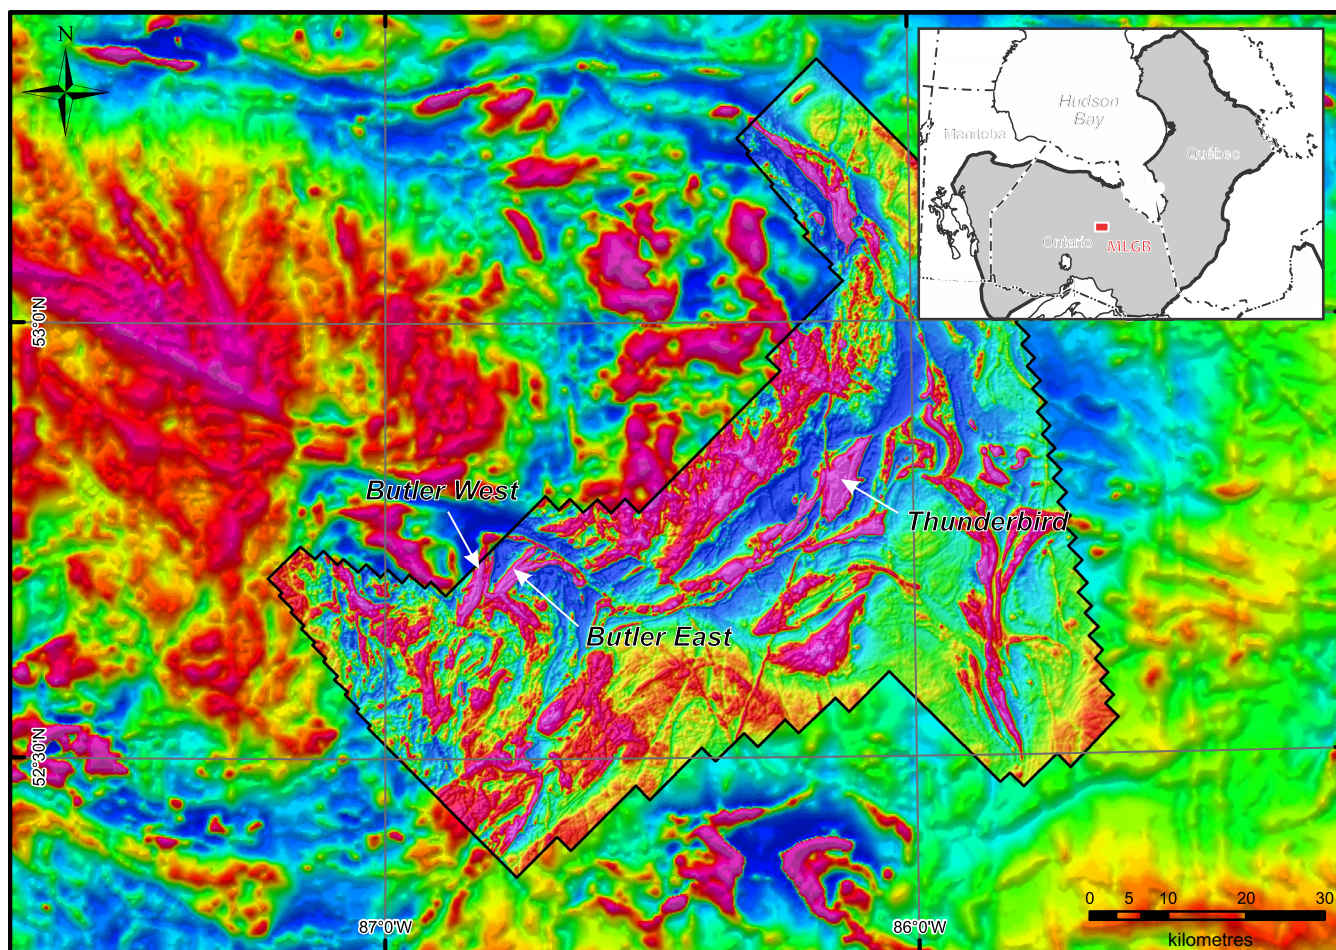 N
Hudson
Bay
Manitoba
Québec
Ontario
MLGB
53°0'N
Butler West
Thunderbird
Butler East
52°30'N
87°0'W
86°0'W
0 5 10 20 30
kilometres